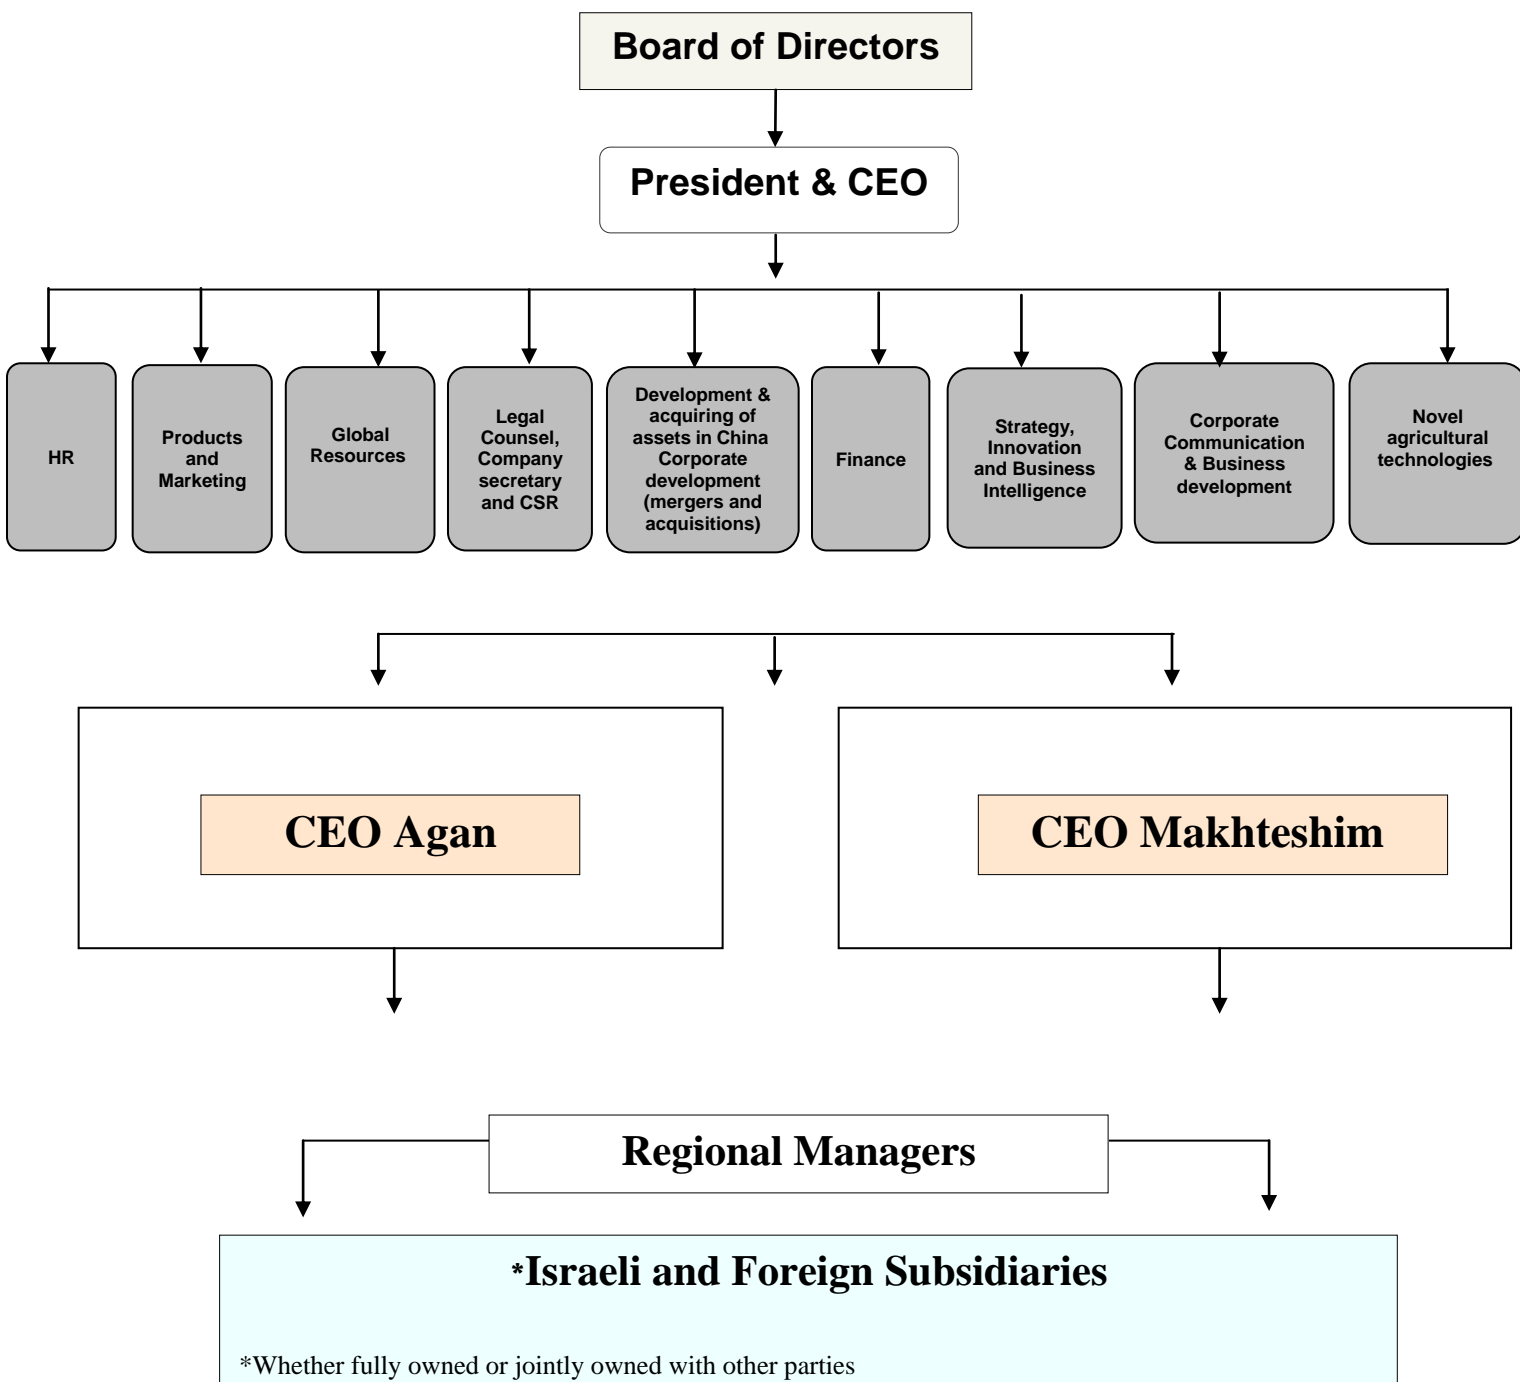 Board of Directors
President & CEO
HR
Products
and
Marketing
Global
Resources
Legal
Counsel,
Company
secretary
and CSR
Development &
acquiring of
assets in China
Corporate
development
(mergers and
acquisitions)
Finance
Strategy,
Innovation
and Business
Intelligence
Corporate
Communication
& Business
development
Novel
agricultural
technologies
CEO Agan
CEO Makhteshim
Regional Managers
*Israeli and Foreign Subsidiaries
*Whether fully owned or jointly owned with other parties